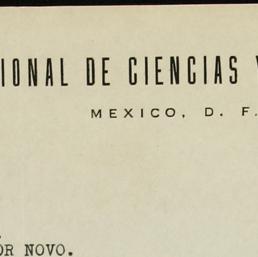 IONAL DE CIENCIAS Y
MEXICO, D. F.
OR NOVO.